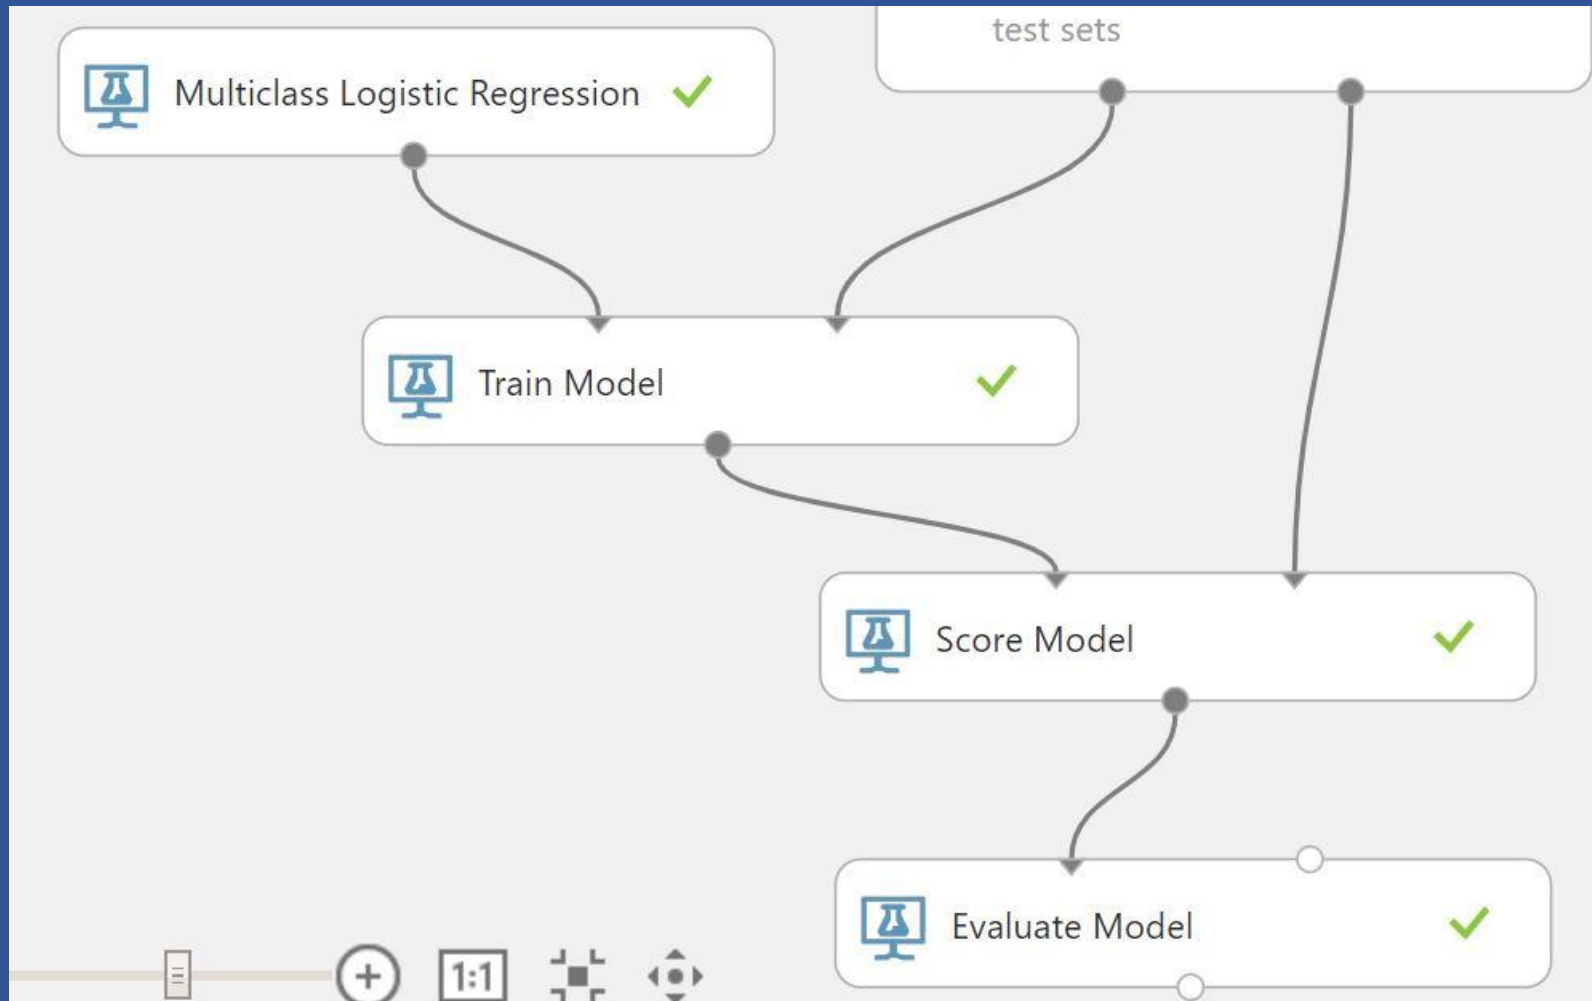 test sets
Multiclass Logistic Regression
Train Model
Score Model
Evaluate Model
1:1